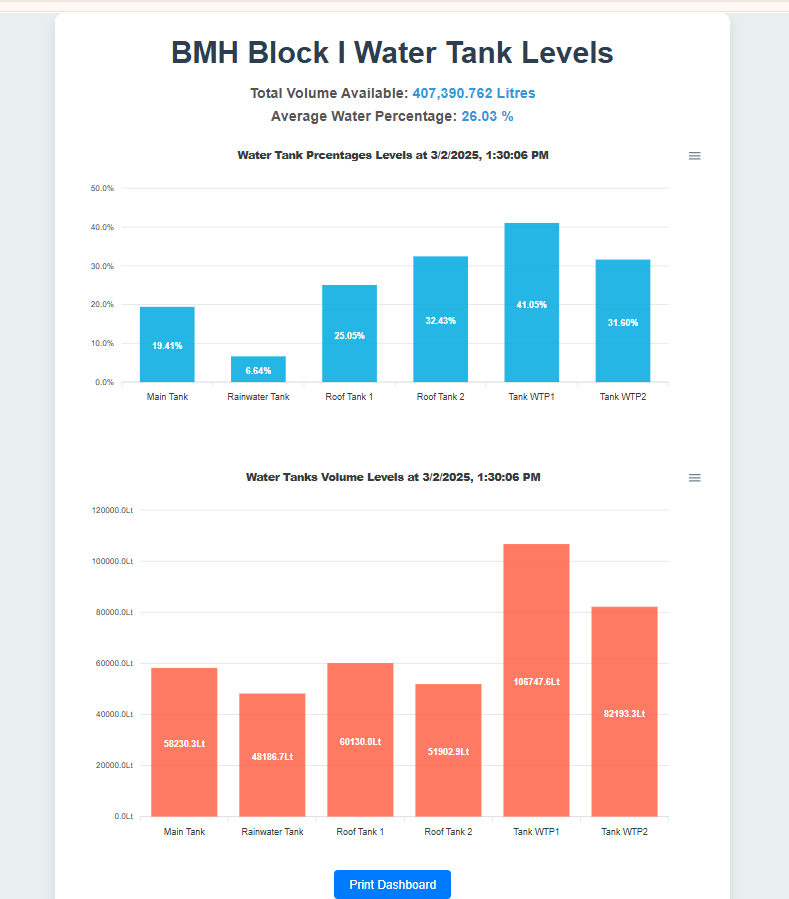 BMH Block I Water Tank Levels
Total Volume Available: 407,390.762 Litres
Average Water Percentage: 26.03 %
Water Tank Prcentages Levels at 3/2/2025, 1:30:06 PM
50.0%
40.0%
30.0%
20.0%
10.0%
0.0%
19.41%
6.64%
25.05%
32.43%
41.05%
31.60%
Main Tank Rainwater Tank Roof Tank 1 Roof Tank 2 Tank WTP1 Tank WTP2
Water Tanks Volume Levels at 3/2/2025, 1:30:06 PM
120000.0Lt
100000.0Lt
80000.0Lt
60000.0Lt
40000.0Lt
20000.0Lt
0.0Lt
58230.3Lt
48186.7Lt
60130.0Lt
51902.9Lt
106747.6Lt
82193.3Lt
Main Tank Rainwater Tank Roof Tank 1 Roof Tank 2 Tank WTP1 Tank WTP2
Print Dashboard